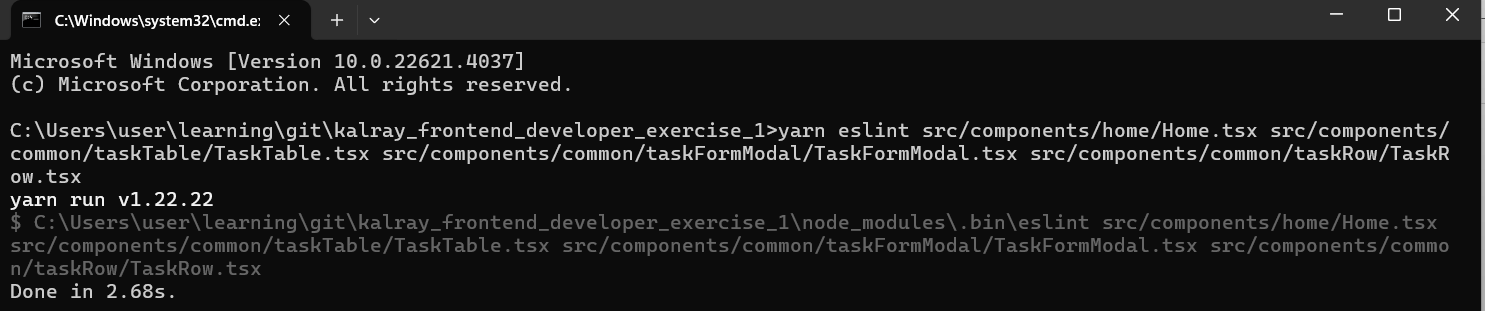 C:\Windows\system32\cmd.e
Microsoft Windows [Version 10.0.22621.4037]
(c) Microsoft Corporation. All rights reserved.
C:\Users\user\learning\git\kalray_frontend_developer_exercise_1>yarn eslint src/components/home/Home.tsx src/components/
common/taskTable/TaskTable.tsx src/components/common/taskFormModal/TaskFormModal.tsx src/components/common/taskRow/TaskR
ow.tsx
yarn run v1.22.22
$ C:\Users\user\learning\git\kalray_frontend_developer_exercise_1\node_modules\.bin\eslint src/components/home/Home.tsx
src/components/common/taskTable/TaskTable.tsx src/components/common/taskFormModal/TaskFormModal.tsx src/components/commo
n/taskRow/TaskRow.tsx
Done in 2.68s.